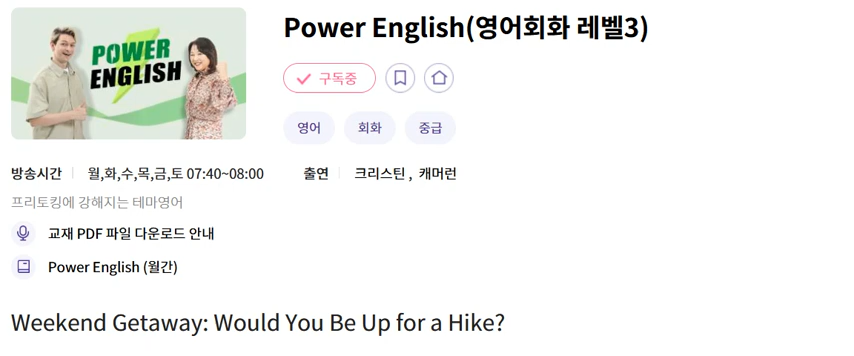 POWER
ENGLISH
Power English(영어회화 레벨3)
구독중
영어 회화 중급
방송시간 월,화,수,목,금,토 07:40~08:00 출연 크리스틴 , 캐머런
프리토킹에 강해지는 테마영어
교재 PDF 파일 다운로드 안내
Power English (월간)
Weekend Getaway: Would You Be Up for a Hike?